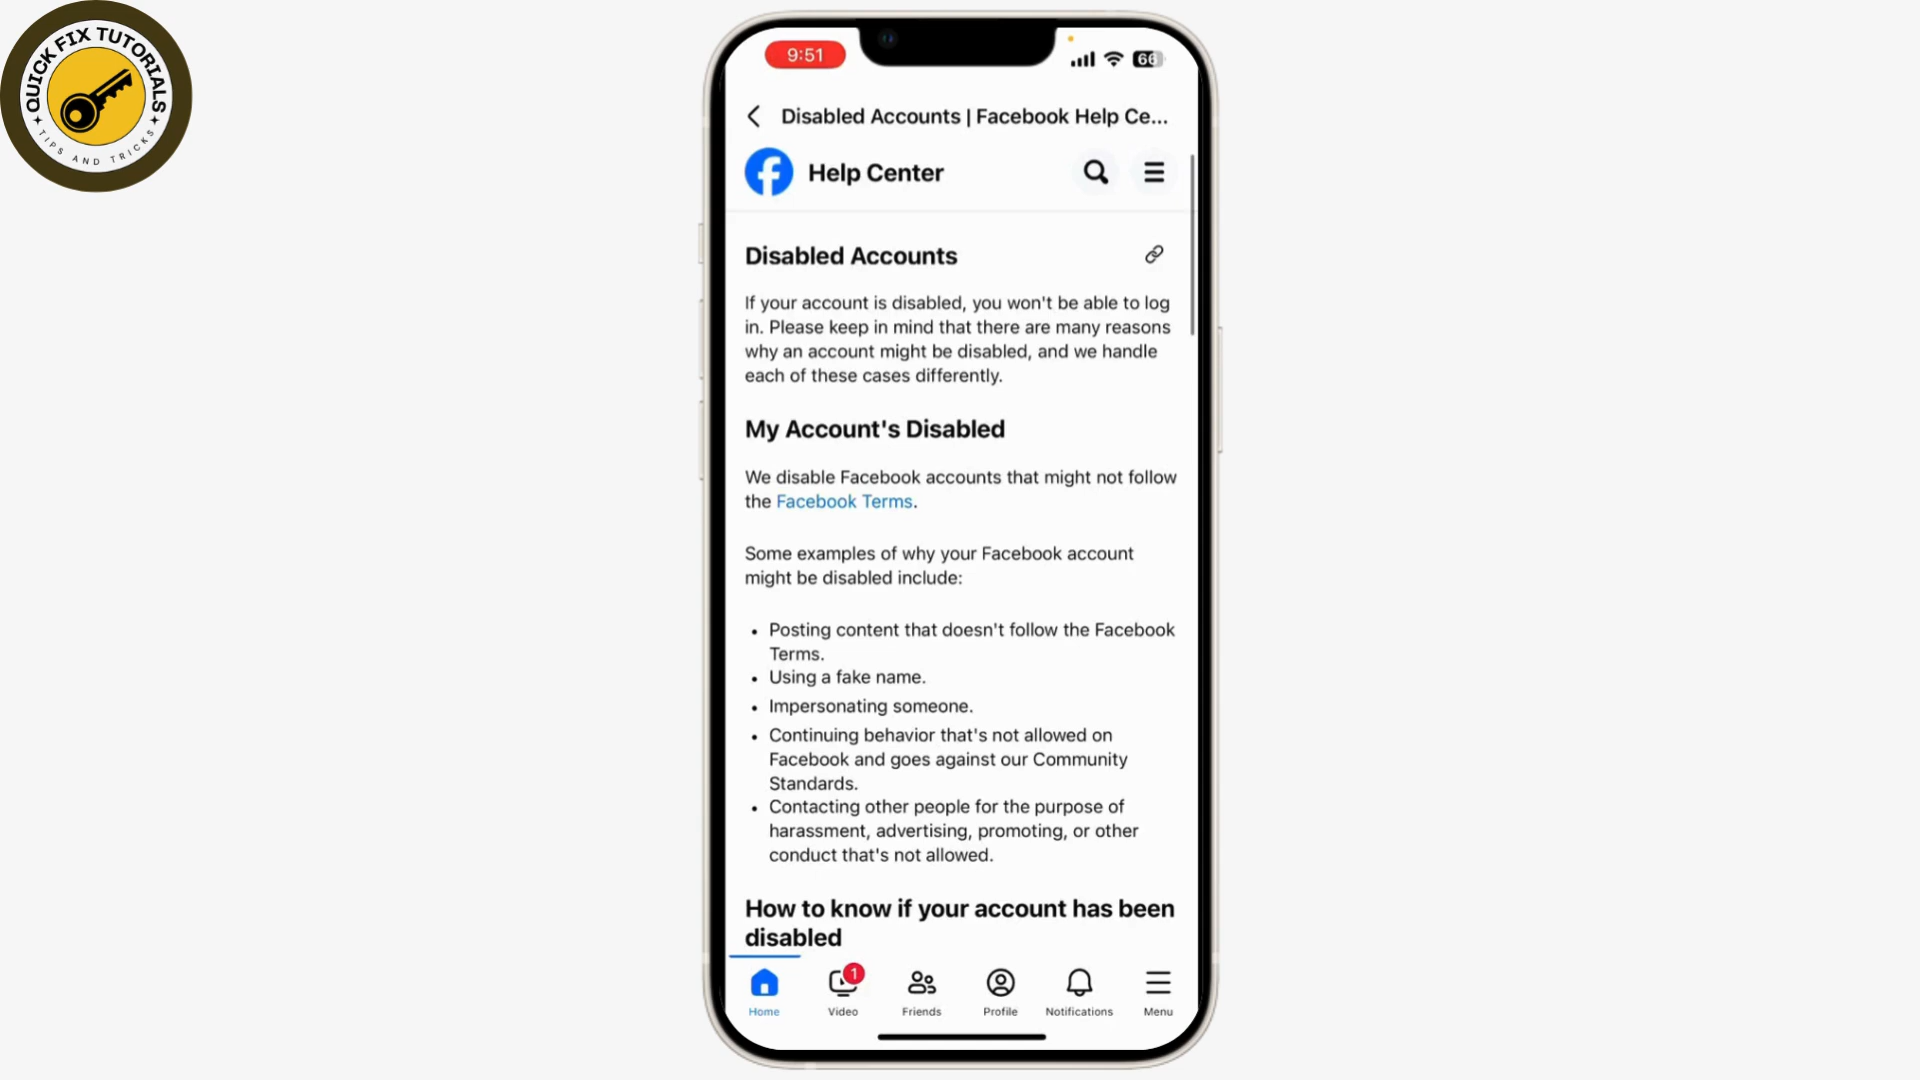 QUICK FIX TUTORIALS
TIPS AND TRICKS
9:51
66
Disabled Accounts | Facebook Help Ce...
Help Center
Disabled Accounts
If your account is disabled, you won't be able to log
in. Please keep in mind that there are many reasons
why an account might be disabled, and we handle
each of these cases differently.
My Account's Disabled
We disable Facebook accounts that might not follow
the Facebook Terms.
Some examples of why your Facebook account
might be disabled include:
• Posting content that doesn't follow the Facebook
Terms.
• Using a fake name.
• Impersonating someone.
• Continuing behavior that's not allowed on
Facebook and goes against our Community
Standards.
• Contacting other people for the purpose of
harassment, advertising, promoting, or other
conduct that's not allowed.
How to know if your account has been
disabled
1
Home Video Friends Profile Notifications Menu